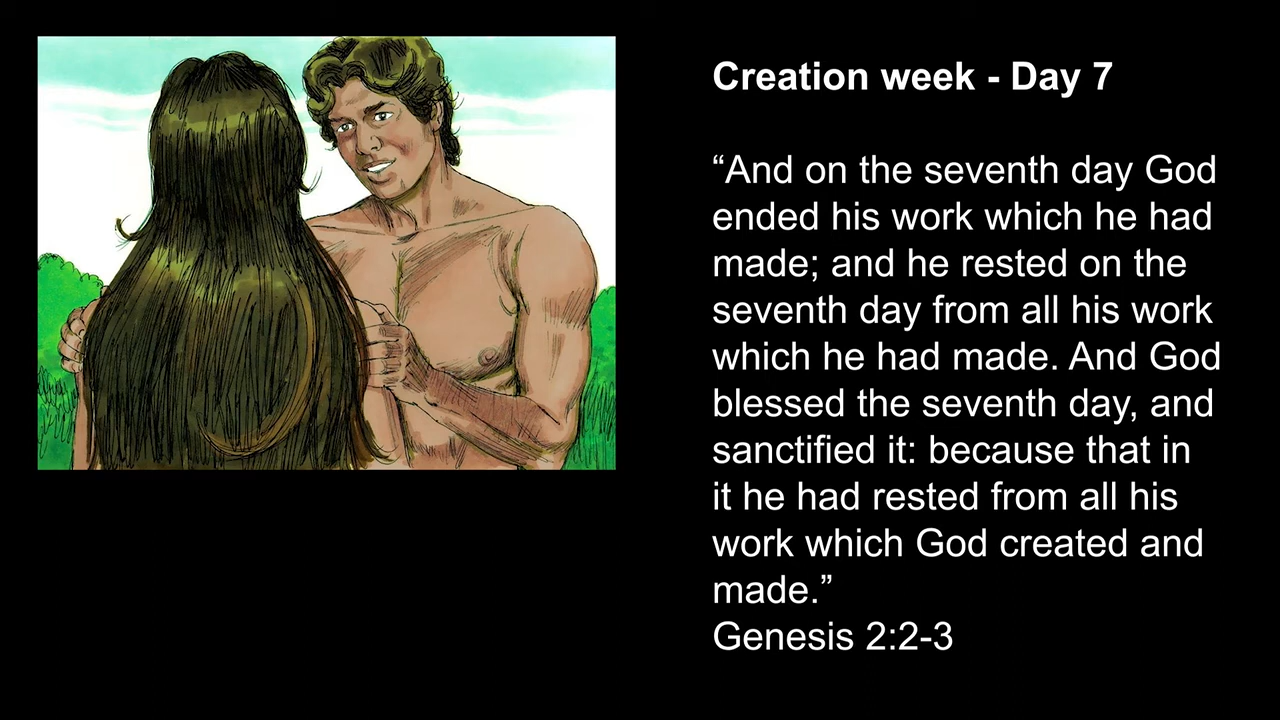 Creation week - Day 7
“And on the seventh day God
ended his work which he had
made; and he rested on the
seventh day from all his work
which he had made. And God
blessed the seventh day, and
sanctified it: because that in
it he had rested from all his
work which God created and
made.”
Genesis 2:2-3